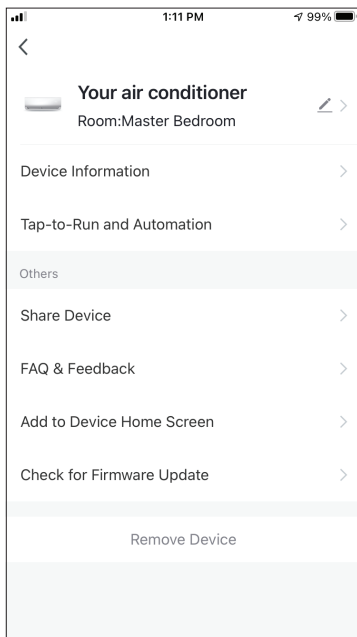 1:11 PM
99%
Your air conditioner
Room:Master Bedroom
Device Information
Tap-to-Run and Automation
Others
Share Device
FAQ & Feedback
Add to Device Home Screen
Check for Firmware Update
Remove Device